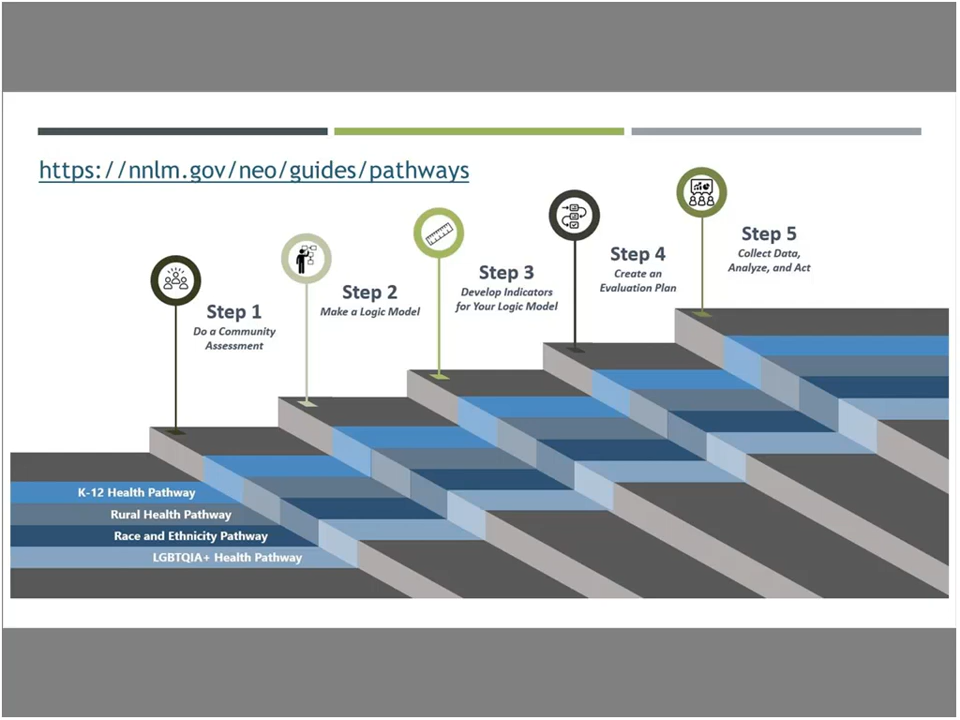 https://nnlm.gov/neo/guides/pathways
Step 1
Do a Community
Assessment
Step 2
Make a Logic Model
Step 3
Develop Indicators
for Your Logic Model
Step 4
Create an
Evaluation Plan
Step 5
Collect Data,
Analyze, and Act
K-12 Health Pathway
Rural Health Pathway
Race and Ethnicity Pathway
LGBTQIA+ Health Pathway